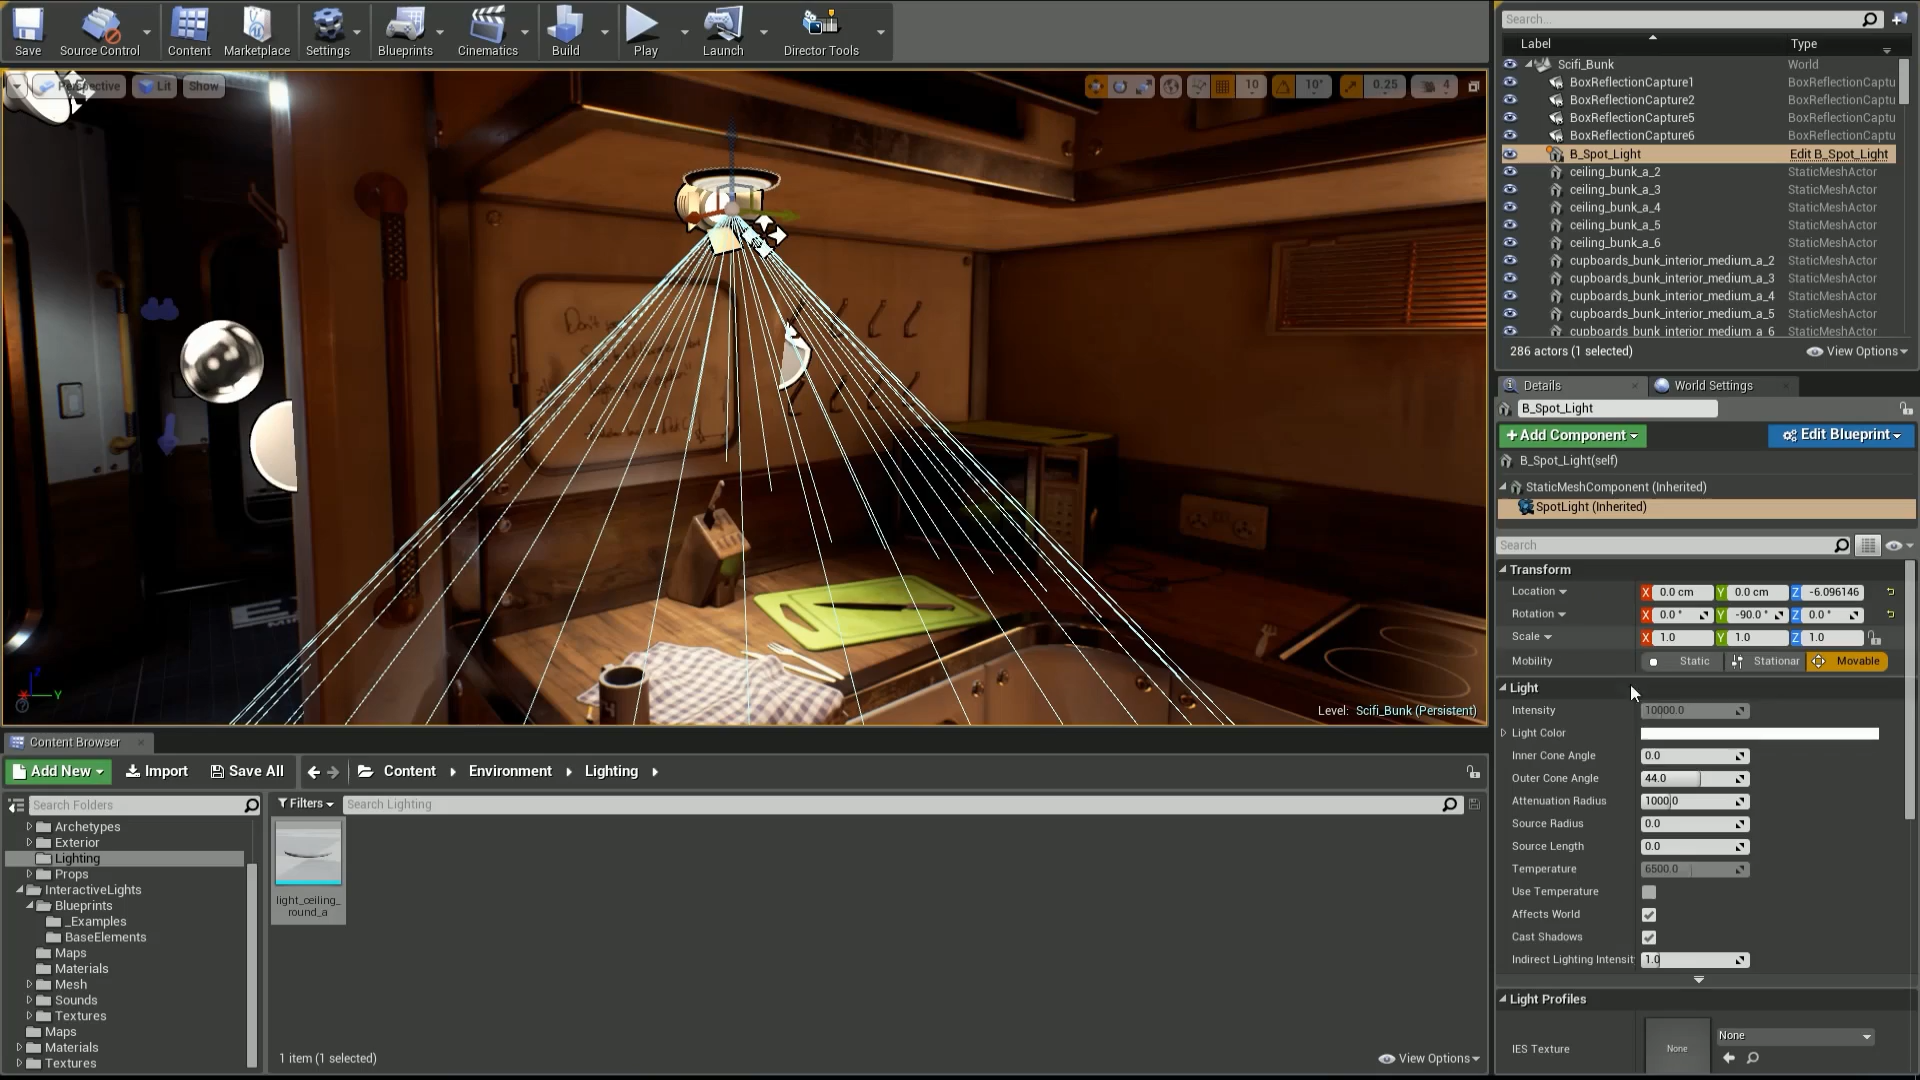 Save
Source Control
Content
Marketplace
Settings
Blueprints
Cinematics
Build
Play
Launch
Director Tools
Perspective
Lit
Show
10
10°
0.25
4
Level: Scifi_Bunk (Persistent)
Search...
Label
Type
Scifi_Bunk
World
BoxReflectionCapture1
BoxReflectionCaptu
BoxReflectionCapture2
BoxReflectionCaptu
BoxReflectionCapture5
BoxReflectionCaptu
BoxReflectionCapture6
BoxReflectionCaptu
B_Spot_Light
Edit B_Spot_Light
ceiling_bunk_a_2
StaticMeshActor
ceiling_bunk_a_3
StaticMeshActor
ceiling_bunk_a_4
StaticMeshActor
ceiling_bunk_a_5
StaticMeshActor
ceiling_bunk_a_6
StaticMeshActor
cupboards_bunk_interior_medium_a_2
StaticMeshActor
cupboards_bunk_interior_medium_a_3
StaticMeshActor
cupboards_bunk_interior_medium_a_4
StaticMeshActor
cupboards_bunk_interior_medium_a_5
StaticMeshActor
cupboards_bunk_interior_medium_a_6
StaticMeshActor
286 actors (1 selected)
View Options
Details
World Settings
B_Spot_Light
Add Component
Edit Blueprint
B_Spot_Light(self)
StaticMeshComponent (Inherited)
SpotLight (Inherited)
Search
Transform
Location
X 0.0 cm Y 0.0 cm Z -6.096146
Rotation
X 0.0 ° Y -90.0 ° Z 0.0 °
Scale
X 1.0 Y 1.0 Z 1.0
Mobility
Static
Stationar
Movable
Light
Intensity
10000.0
Light Color
Inner Cone Angle
0.0
Outer Cone Angle
44.0
Attenuation Radius
1000.0
Source Radius
0.0
Source Length
0.0
Temperature
6500.0
Use Temperature
Affects World
Cast Shadows
Indirect Lighting Intensit
1.0
Light Profiles
IES Texture
None
None
Content Browser
Add New
Import
Save All
Content
Environment
Lighting
Search Folders
Filters
Search Lighting
Archetypes
Exterior
Lighting
Props
InteractiveLights
Blueprints
_Examples
BaseElements
Maps
Materials
Mesh
Sounds
Textures
Maps
Materials
Textures
light_ceiling_
round_a
1 item (1 selected)
View Options